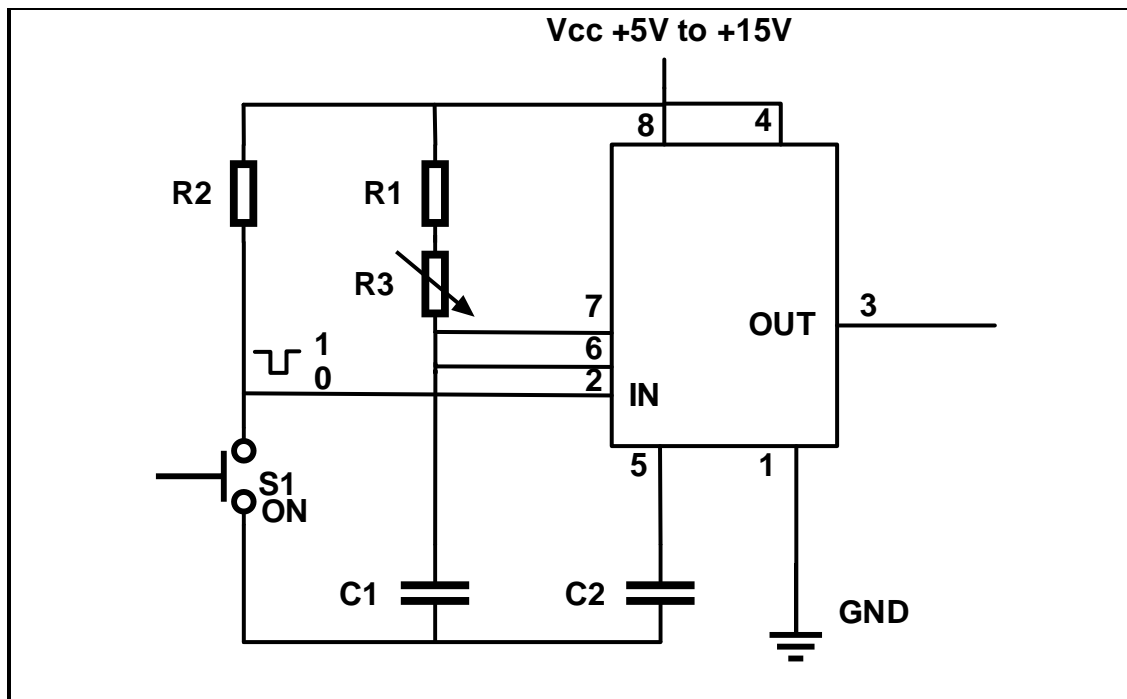 Vcc +5V to +15V
8 4
R2 R1
R3
7
OUT 3
1
6
0
2
IN
S1
ON
5 1
C1 C2
GND